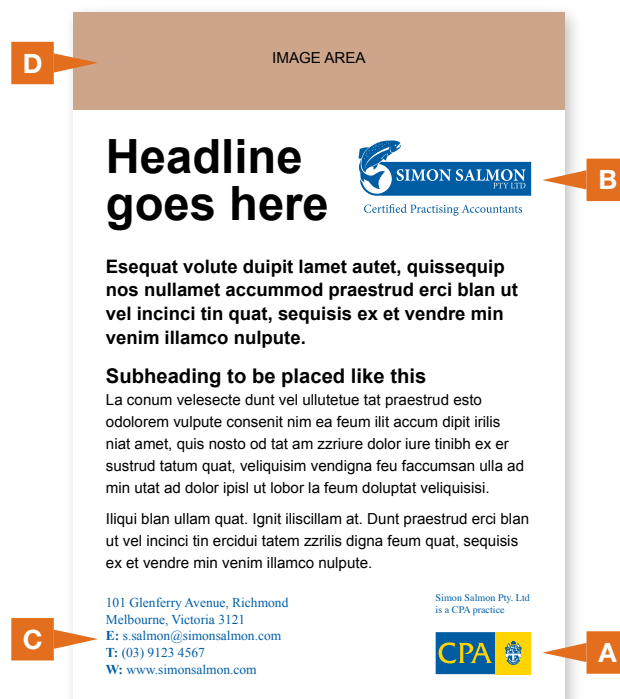 D
IMAGE AREA
Headline
goes here
SIMON SALMON
PTY LTD
Certified Practising Accountants
B
Esequat volute duipit lamet autet, quissequip
nos nullamet accummod praestrud erci blan ut
vel incinci tin quat, sequisis ex et vendre min
venim illamco nulpute.
Subheading to be placed like this
La conum velesecte dunt vel ullutetue tat praestrud esto
odolorem vulpute consenit nim ea feum ilit accum dipit irilis
niat amet, quis nosto od tat am zzriure dolor iure tinibh ex er
sustrud tatum quat, veliquisim vendigna feu faccumsan ulla ad
min utat ad dolor ipisl ut lobor la feum doluptat veliquisisi.
Iliqui blan ullam quat. Ignit iliscillam at. Dunt praestrud erci blan
ut vel incinci tin ercidui tatem zzrilis digna feum quat, sequisis
ex et vendre min venim illamco nulpute.
101 Glenferry Avenue, Richmond
Melbourne, Victoria 3121
E: s.salmon@simonsalmon.com
T: (03) 9123 4567
W: www.simonsalmon.com
C
Simon Salmon Pty. Ltd
is a CPA practice
CPA
A